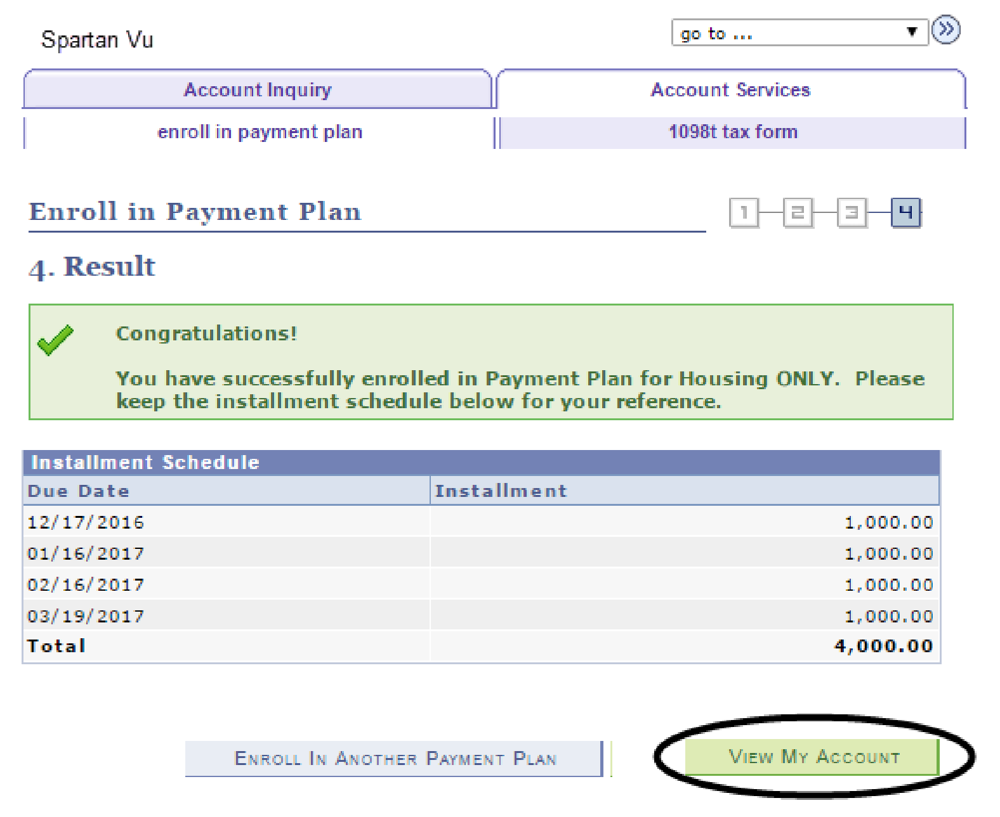 Spartan Vu
go to ...
Account Inquiry Account Services
enroll in payment plan 1098t tax form
Enroll in Payment Plan 1 2 3 4
4. Result
Congratulations!
You have successfully enrolled in Payment Plan for Housing ONLY.  Please
keep the installment schedule below for your reference.
Installment Schedule
Due Date Installment
12/17/2016 1,000.00
01/16/2017 1,000.00
02/16/2017 1,000.00
03/19/2017 1,000.00
Total 4,000.00
ENROLL IN ANOTHER PAYMENT PLAN VIEW MY ACCOUNT